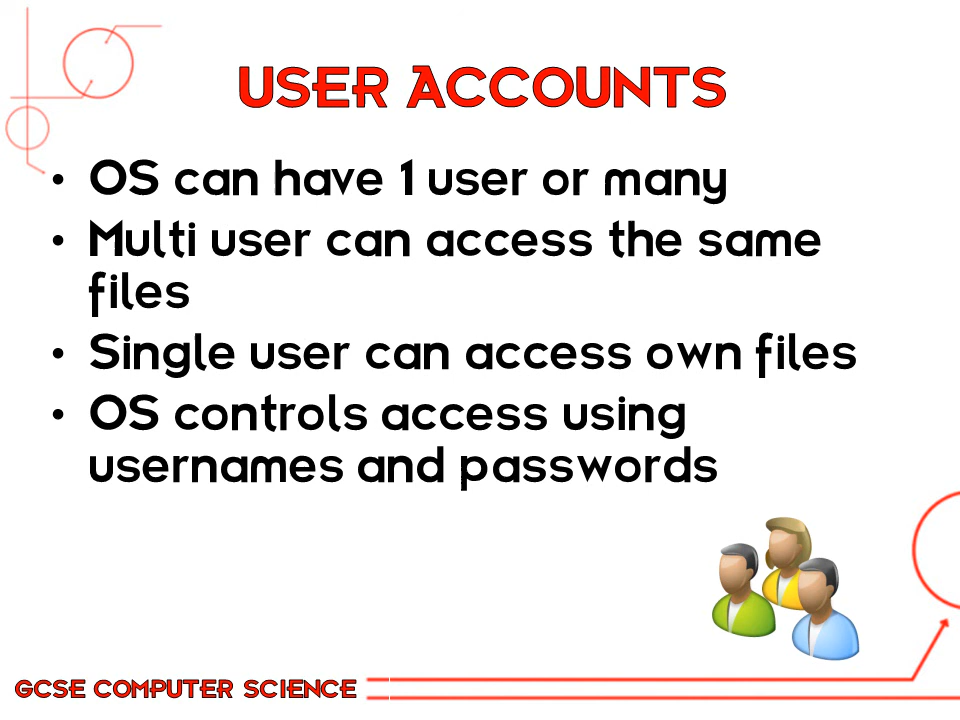 USER ACCOUNTS
• OS can have 1 user or many
• Multi user can access the same
files
• Single user can access own files
• OS controls access using
usernames and passwords
GCSE COMPUTER SCIENCE